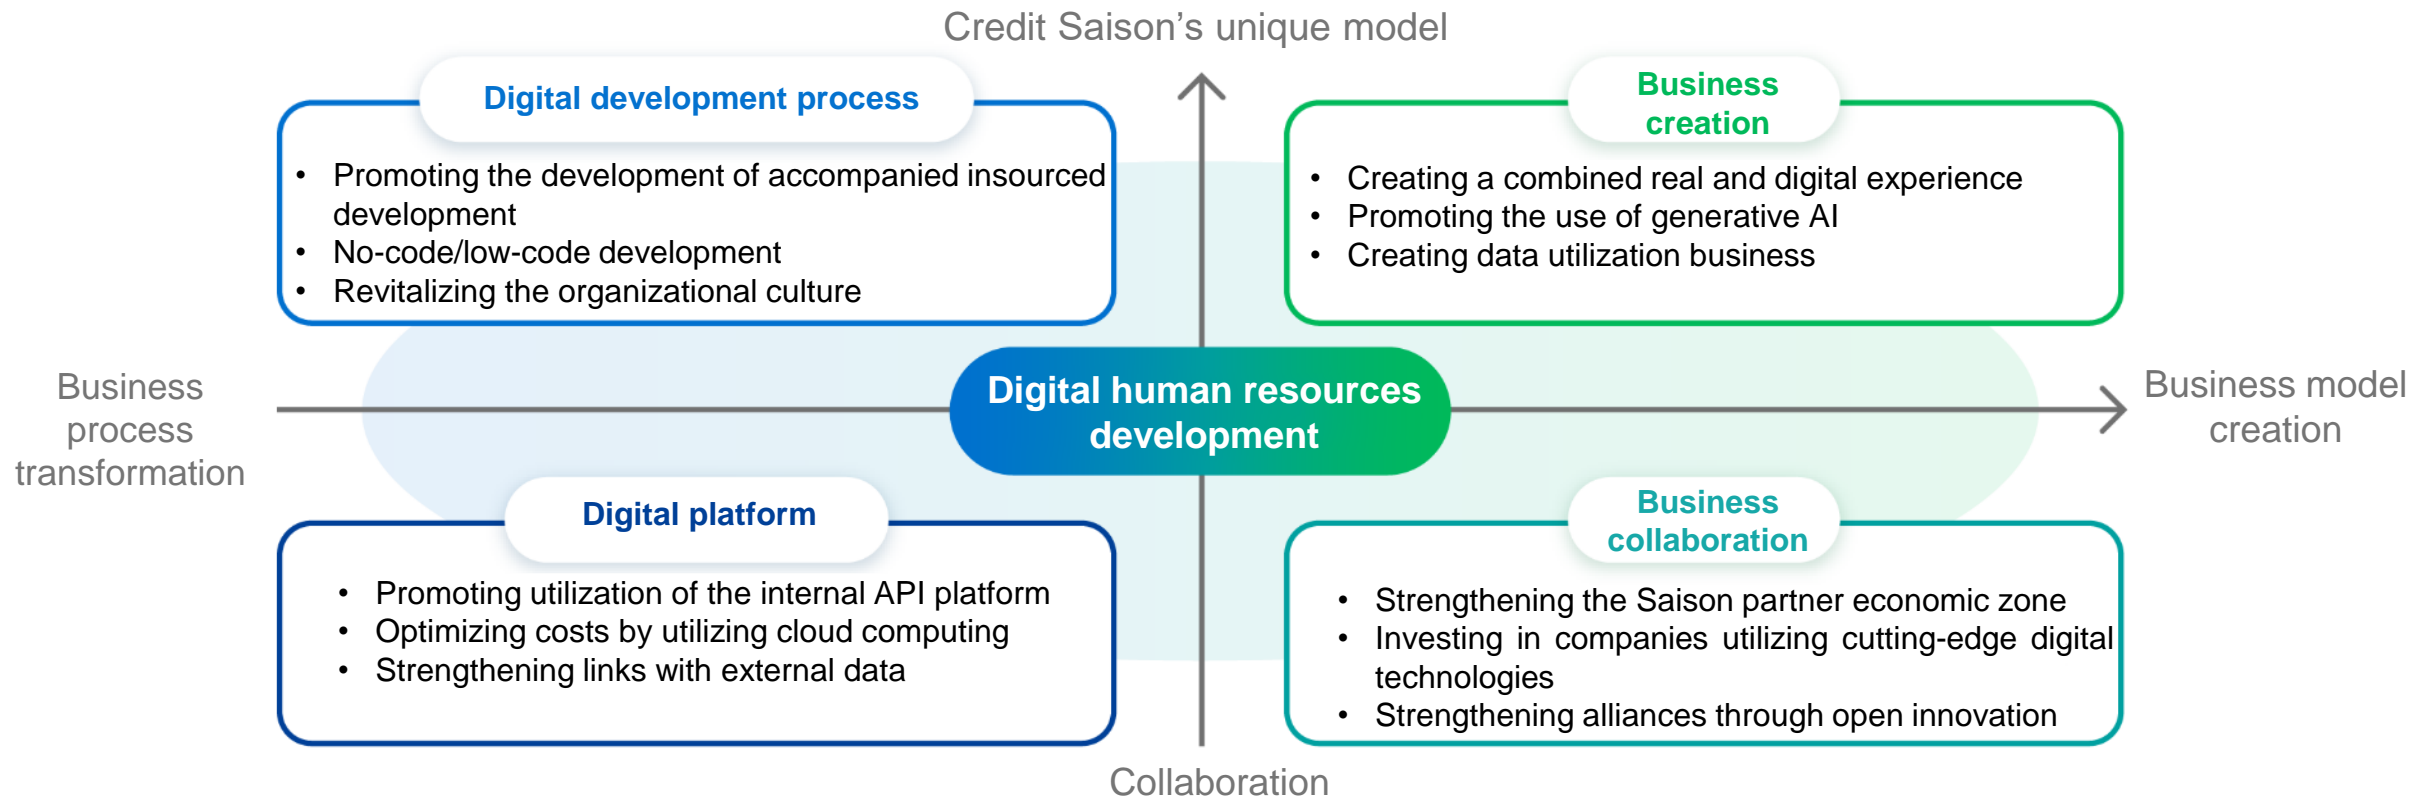 Credit Saison’s unique model
Digital development process
• Promoting the development of accompanied insourced
development
• No-code/low-code development
• Revitalizing the organizational culture
Business
creation
• Creating a combined real and digital experience
• Promoting the use of generative AI
• Creating data utilization business
Business
process
transformation
Digital human resources
development
Business model
creation
Digital platform
• Promoting utilization of the internal API platform
• Optimizing costs by utilizing cloud computing
• Strengthening links with external data
Business
collaboration
• Strengthening the Saison partner economic zone
• Investing in companies utilizing cutting-edge digital
technologies
• Strengthening alliances through open innovation
Collaboration